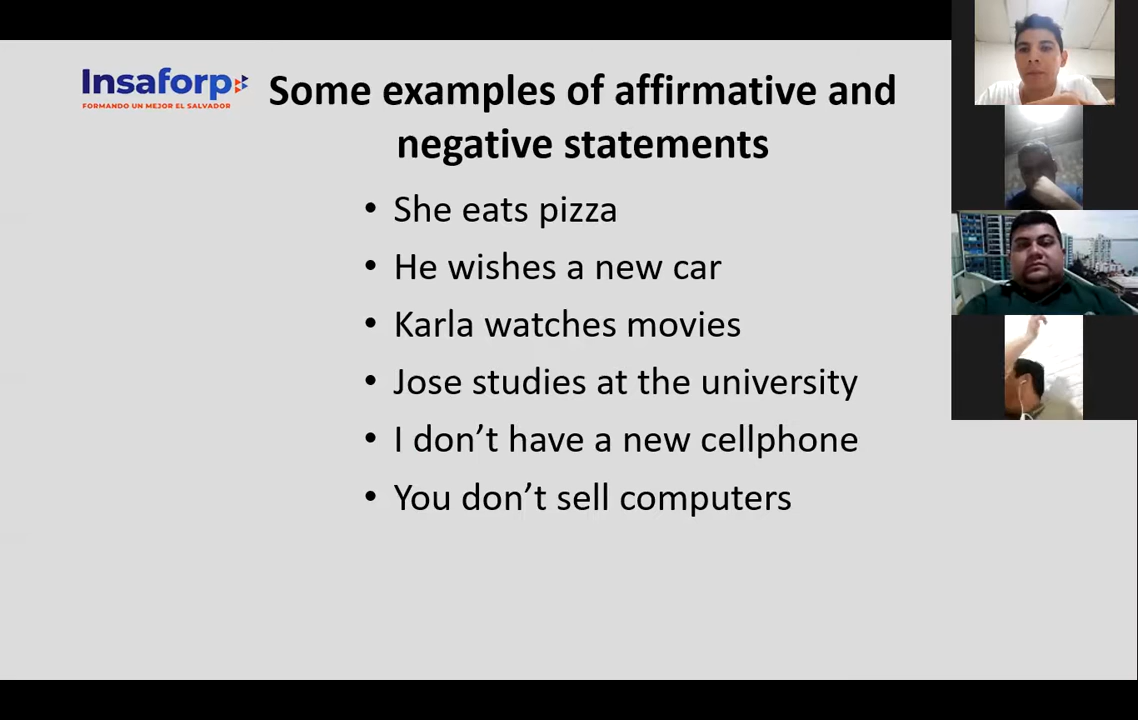 Insaforp
FORMANDO UN MEJOR EL SALVADOR
Some examples of affirmative and
negative statements
• She eats pizza
• He wishes a new car
• Karla watches movies
• Jose studies at the university
• I don’t have a new cellphone
• You don’t sell computers